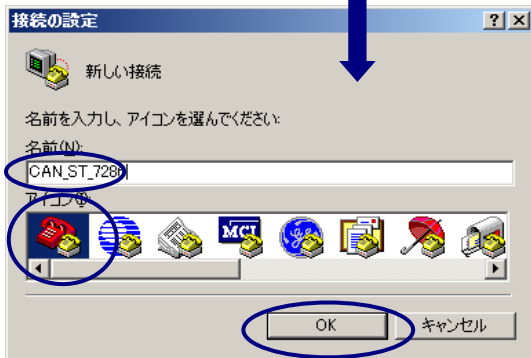 接続の設定
新しい接続
名前を入力し、アイコンを選んでください:
名前(N):
CAN_ST_7286
アイコン(I):
MCI
OK
キャンセル